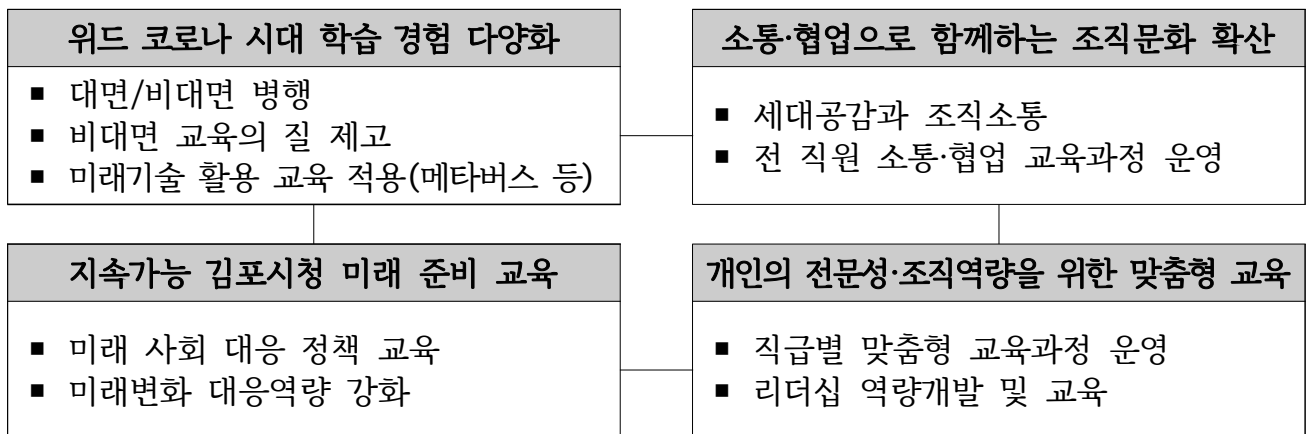 위드 코로나 시대 학습 경험 다양화
▪ 대면/비대면 병행
▪ 비대면 교육의 질 제고
▪ 미래기술 활용 교육 적용(메타버스 등)
소통·협업으로 함께하는 조직문화 확산
▪ 세대공감과 조직소통
▪ 전 직원 소통·협업 교육과정 운영
지속가능 김포시청 미래 준비 교육
▪ 미래 사회 대응 정책 교육
▪ 미래변화 대응역량 강화
개인의 전문성·조직역량을 위한 맞춤형 교육
▪ 직급별 맞춤형 교육과정 운영
▪ 리더십 역량개발 및 교육